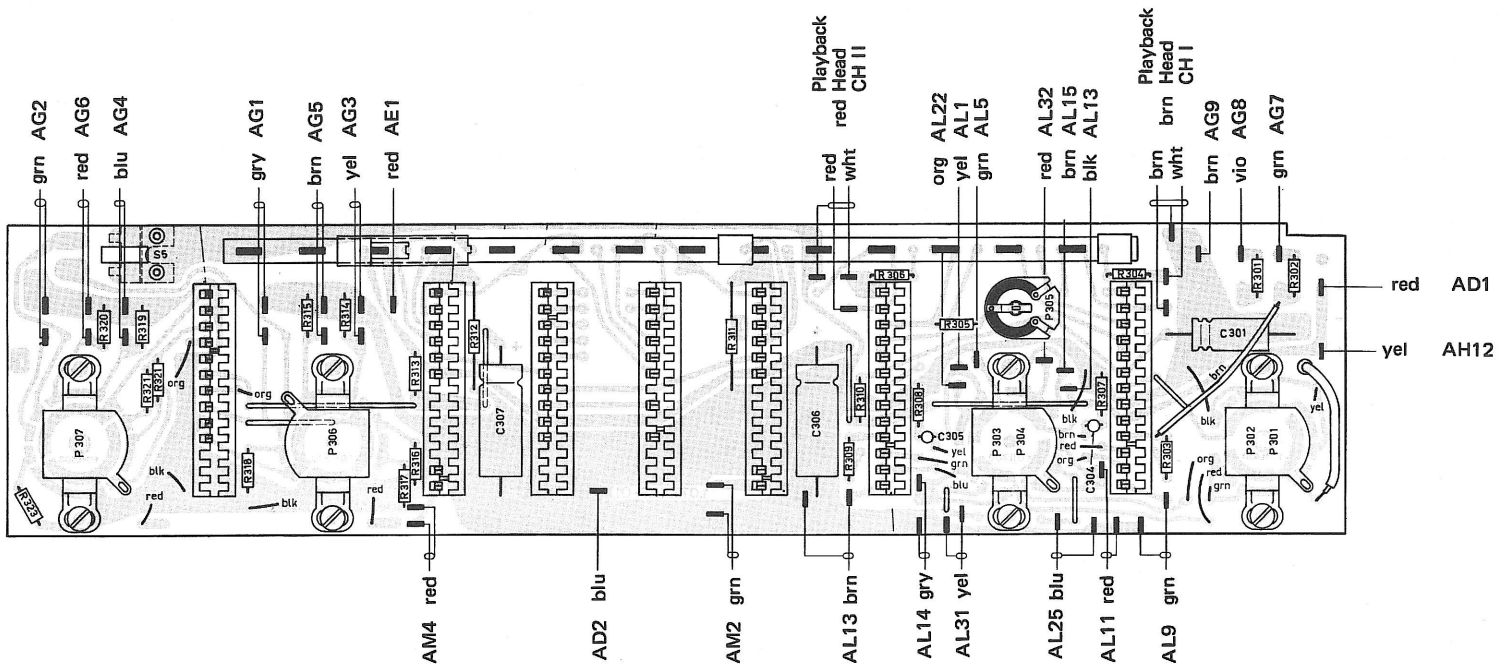 grn AG2
red AG6
blu AG4
gry AG1
brn AG5
yel AG3
red AE1
Playback
Head
CH II
red
red
wht
org AL22
yel AL1
grn AL5
red AL32
brn AL15
blk AL13
Playback
Head
CH I
brn
brn
wht
brn AG9
vio AG8
grn AG7
red AD1
yel AH12
S5
R320
R319
R321
R321
org
org
P307
R323
blk
red
R318
blk
R315
R314
P306
red
R313
R316
R317
R312
C307
R311
C306
R310
R309
R306
R305
P305
R308
C305
yel
grn
blu
P303
P304
blk
brn
red
org
C304
R307
R304
R303
C301
R301
R302
brn
blk
org
red
grn
P302
P301
yel
AM4 red
AD2 blu
AM2 grn
AL13 brn
AL14 gry
AL31 yel
AL25 blu
AL11 red
AL9 grn